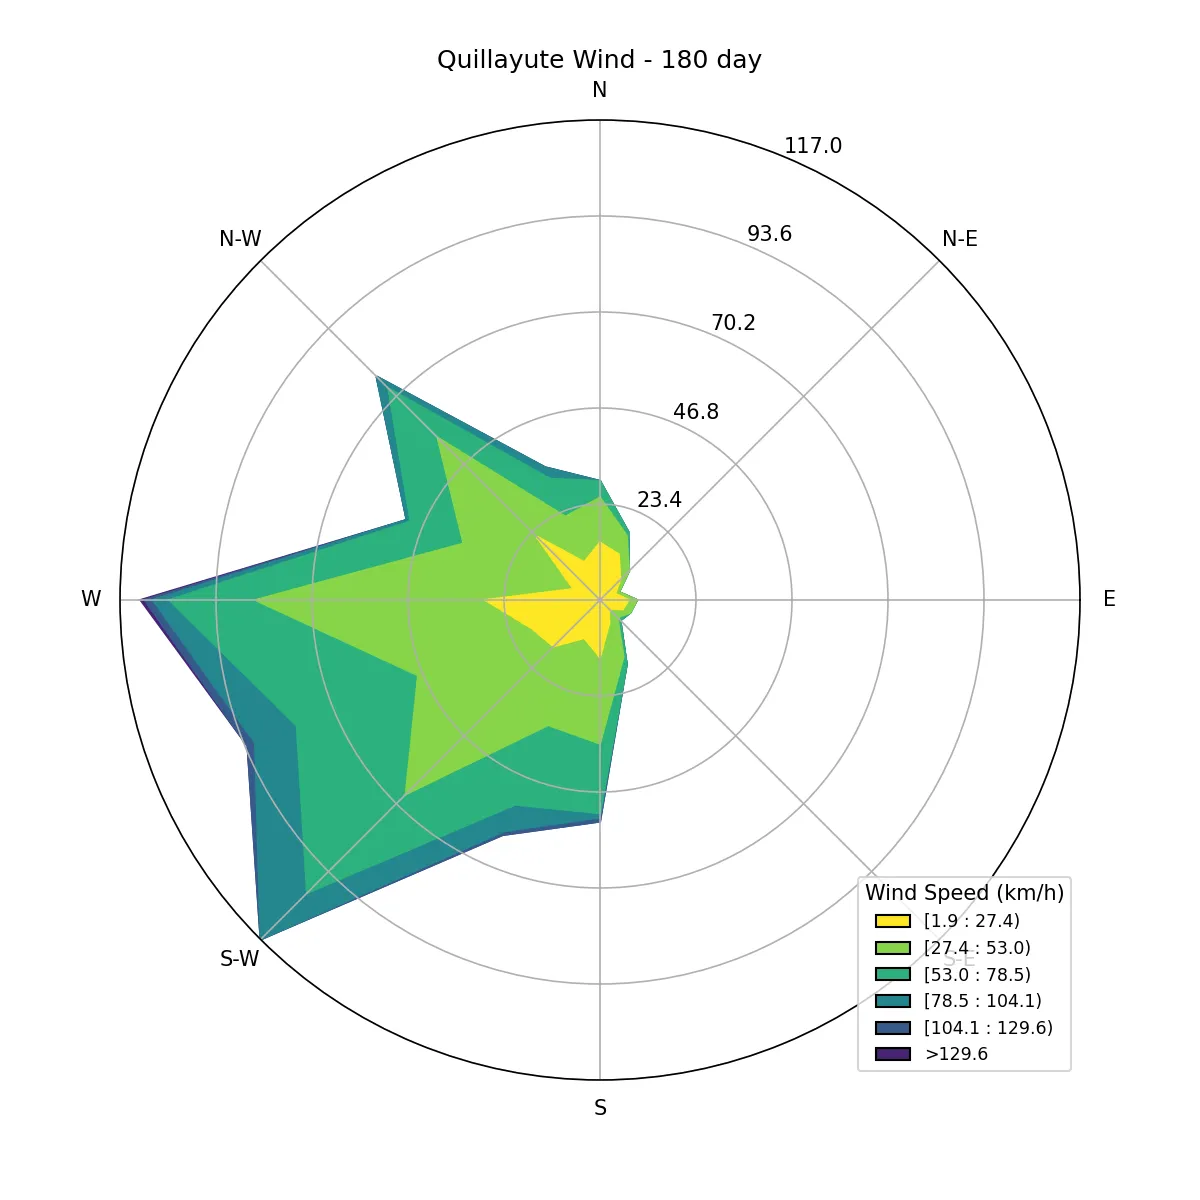 Quillayute Wind - 180 day
N
117.0
93.6
N-W
N-E
70.2
46.8
23.4
W
E
S-W
S-E
Wind Speed (km/h)
[1.9 : 27.4)
[27.4 : 53.0)
[53.0 : 78.5)
[78.5 : 104.1)
[104.1 : 129.6)
>129.6
S